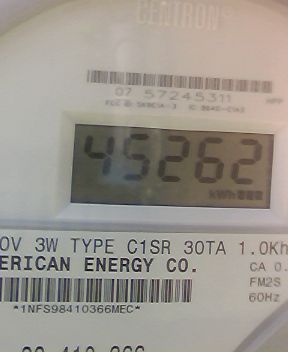 CENTRON
07 57245311
45262
kWh
0V 3W TYPE C1SR 30TA 1.0Kh
ERICAN ENERGY CO.
CA 0.
FM2S
60Hz
*1NFS98410366MEC*